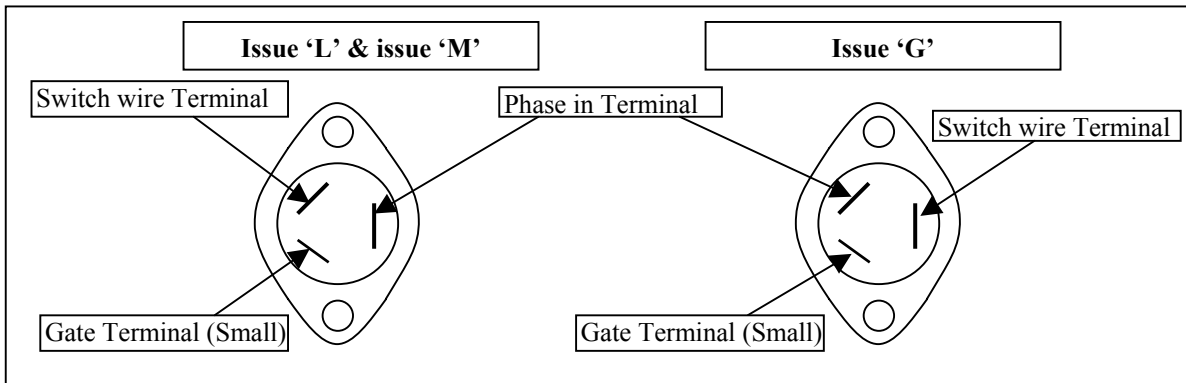 Issue ‘L’ & issue ‘M’
Issue ‘G’
Switch wire Terminal
Phase in Terminal
Switch wire Terminal
Gate Terminal (Small)
Gate Terminal (Small)